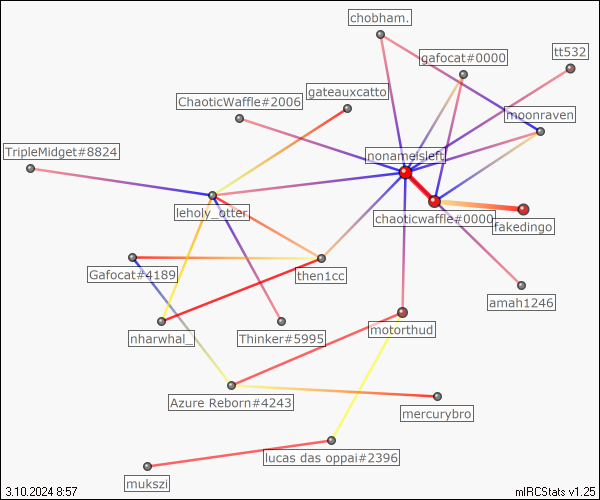 chobham.
gafocat#0000
tt532
gateauxcatto
ChaoticWaffle#2006
moonraven
TripleMidget#8824
nonameisleft
leholy_otter
chaoticwaffle#0000
fakedingo
Gafocat#4189
then1cc
amah1246
nharwhal_
Thinker#5995
motorthud
Azure Reborn#4243
mercurybro
lucas das oppai#2396
mukszi
3.10.2024 8:57
mIRCStats v1.25